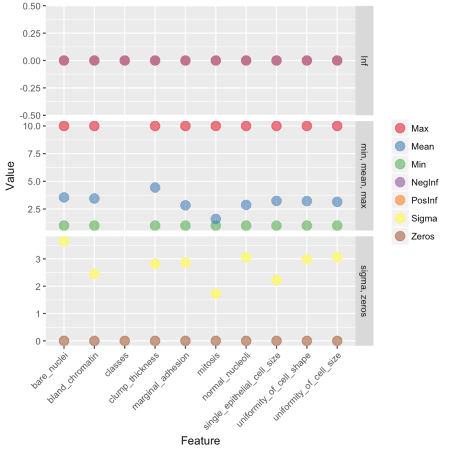 0.50
0.25
0.00
-0.25
-0.50
Inf
10.0
7.5
5.0
2.5
min, mean, max
3
2
1
0
sigma, zeros
Value
bare_nuclei
bland_chromatin
classes
clump_thickness
marginal_adhesion
mitosis
normal_nucleoli
single_epithelial_cell_size
uniformity_of_cell_shape
uniformity_of_cell_size
Feature
Max
Mean
Min
NegInf
PosInf
Sigma
Zeros